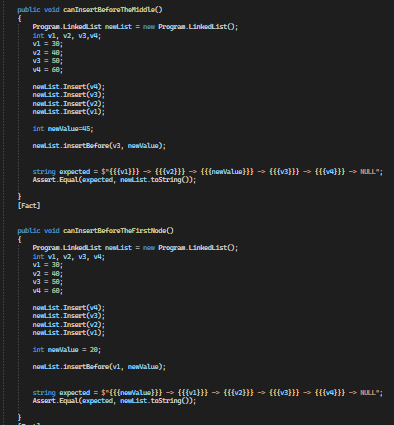 public void canInsertBeforeTheMiddle()
{
Program.LinkedList newList = new Program.LinkedList();
int v1, v2, v3,v4;
v1 = 30;
v2 = 40;
v3 = 50;
v4 = 60;
newList.Insert(v4);
newList.Insert(v3);
newList.Insert(v2);
newList.Insert(v1);
int newValue=45;
newList.insertBefore(v3, newValue);
string expected = $"{{{v1}}} -> {{{v2}}} -> {{{newValue}}} -> {{{v3}}} -> {{{v4}}} -> NULL";
Assert.Equal(expected, newList.toString());
}
[Fact]
public void canInsertBeforeTheFirstNode()
{
Program.LinkedList newList = new Program.LinkedList();
int v1, v2, v3, v4;
v1 = 30;
v2 = 40;
v3 = 50;
v4 = 60;
newList.Insert(v4);
newList.Insert(v3);
newList.Insert(v2);
newList.Insert(v1);
int newValue = 20;
newList.insertBefore(v1, newValue);
string expected = $"{{{newValue}}} -> {{{v1}}} -> {{{v2}}} -> {{{v3}}} -> {{{v4}}} -> NULL";
Assert.Equal(expected, newList.toString());
}